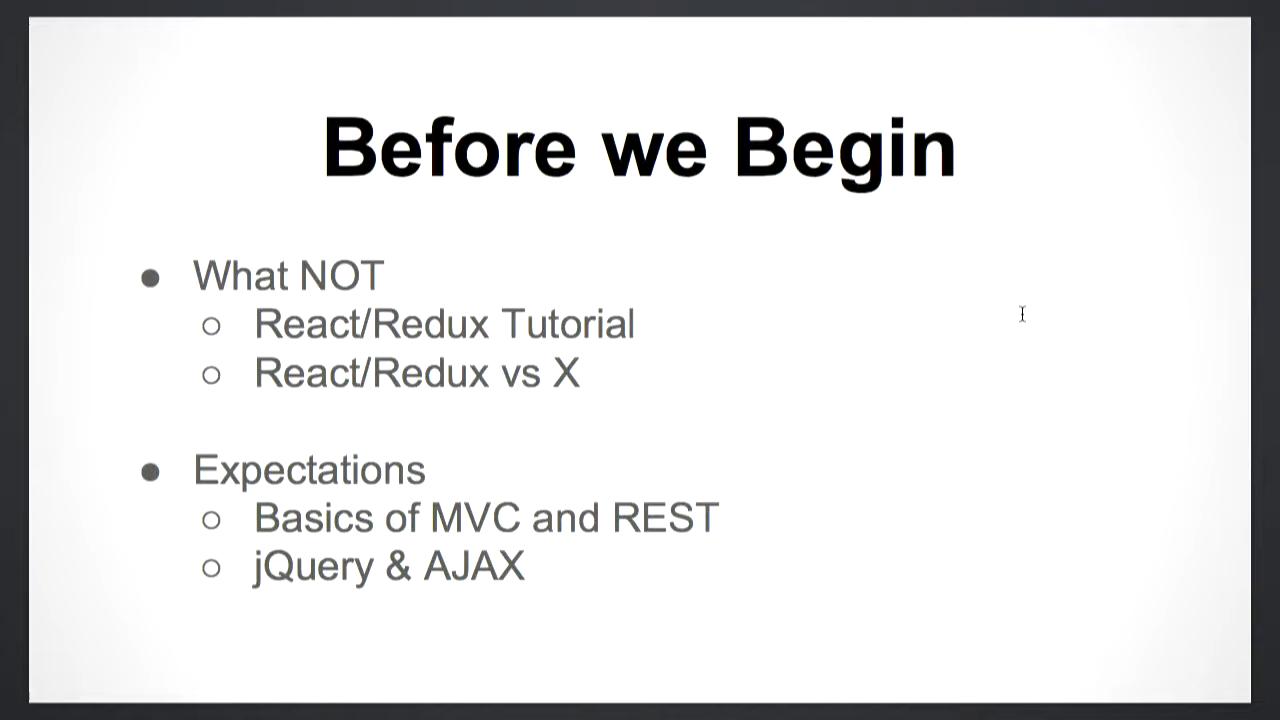 Before we Begin
● What NOT
○ React/Redux Tutorial
○ React/Redux vs X
● Expectations
○ Basics of MVC and REST
○ jQuery & AJAX